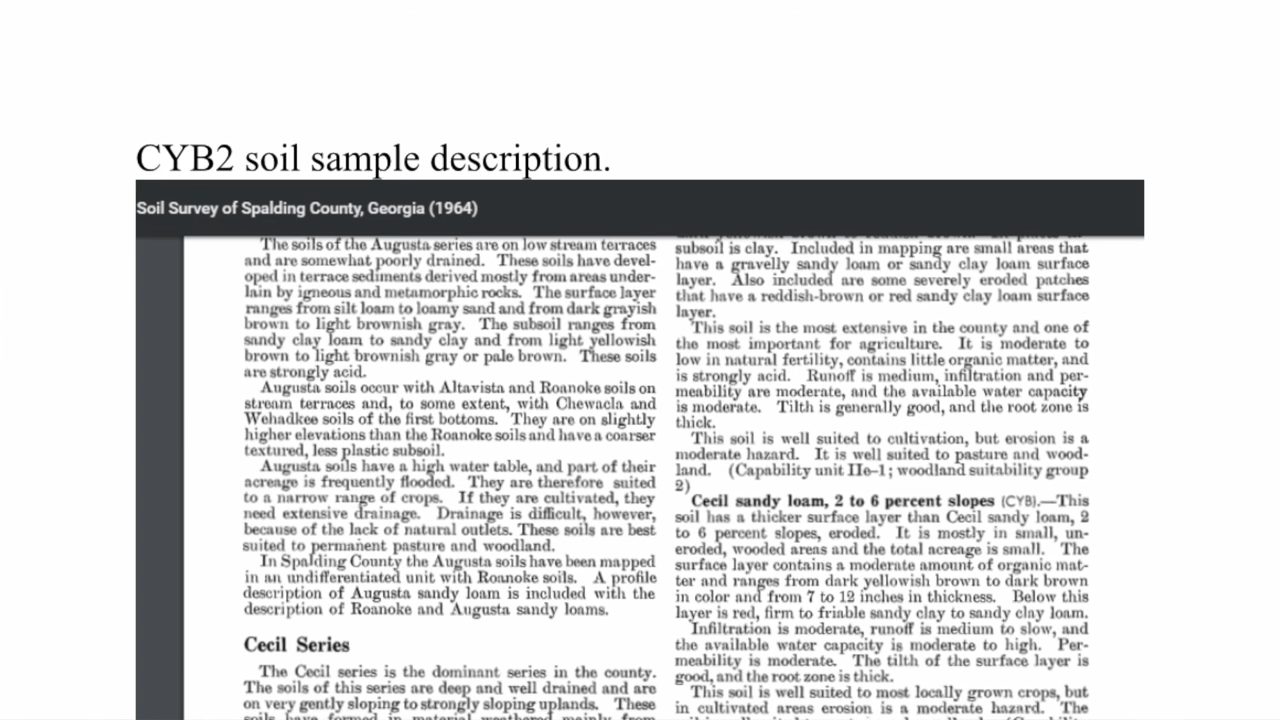 CYB2 soil sample description.
Soil Survey of Spalding County, Georgia (1964)
The soils of the Augusta series are on low stream terraces
and are somewhat poorly drained. These soils have devel-
oped in terrace sediments derived mostly from areas under-
lain by igneous and metamorphic rocks. The surface layer
ranges from silt loam to loamy sand and from dark grayish
brown to light brownish gray. The subsoil ranges from
sandy clay loam to sandy clay and from light yellowish
brown to light brownish gray or pale brown. These soils
are strongly acid.
Augusta soils occur with Altavista and Roanoke soils on
stream terraces and, to some extent, with Chewacla and
Wehadkee soils of the first bottoms. They are on slightly
higher elevations than the Roanoke soils and have a coarser
textured, less plastic subsoil.
Augusta soils have a high water table, and part of their
acreage is frequently flooded. They are therefore suited
to a narrow range of crops. If they are cultivated, they
need extensive drainage. Drainage is difficult, however,
because of the lack of natural outlets. These soils are best
suited to permanent pasture and woodland.
In Spalding County the Augusta soils have been mapped
in an undifferentiated unit with Roanoke soils. A profile
description of Augusta sandy loam is included with the
description of Roanoke and Augusta sandy loams.
Cecil Series
The Cecil series is the dominant series in the county.
The soils of this series are deep and well drained and are
on very gently sloping to strongly sloping uplands. These
soils have formed in material weathered mainly from
subsoil is clay. Included in mapping are small areas that
have a gravelly sandy loam or sandy clay loam surface
layer. Also included are some severely eroded patches
that have a reddish-brown or red sandy clay loam surface
layer.
This soil is the most extensive in the county and one of
the most important for agriculture. It is moderate to
low in natural fertility, contains little organic matter, and
is strongly acid. Runoff is medium, infiltration and per-
meability are moderate, and the available water capacity
is moderate. Tilth is generally good, and the root zone is
thick.
This soil is well suited to cultivation, but erosion is a
moderate hazard. It is well suited to pasture and wood-
land. (Capability unit IIe-1; woodland suitability group
2)
Cecil sandy loam, 2 to 6 percent slopes (CYB).—This
soil has a thicker surface layer than Cecil sandy loam, 2
to 6 percent slopes, eroded. It is mostly in small, un-
eroded, wooded areas and the total acreage is small. The
surface layer contains a moderate amount of organic mat-
ter and ranges from dark yellowish brown to dark brown
in color and from 7 to 12 inches in thickness. Below this
layer is red, firm to friable sandy clay to sandy clay loam.
Infiltration is moderate, runoff is medium to slow, and
the available water capacity is moderate to high. Per-
meability is moderate. The tilth of the surface layer is
good, and the root zone is thick.
This soil is well suited to most locally grown crops, but
in cultivated areas erosion is a moderate hazard. The